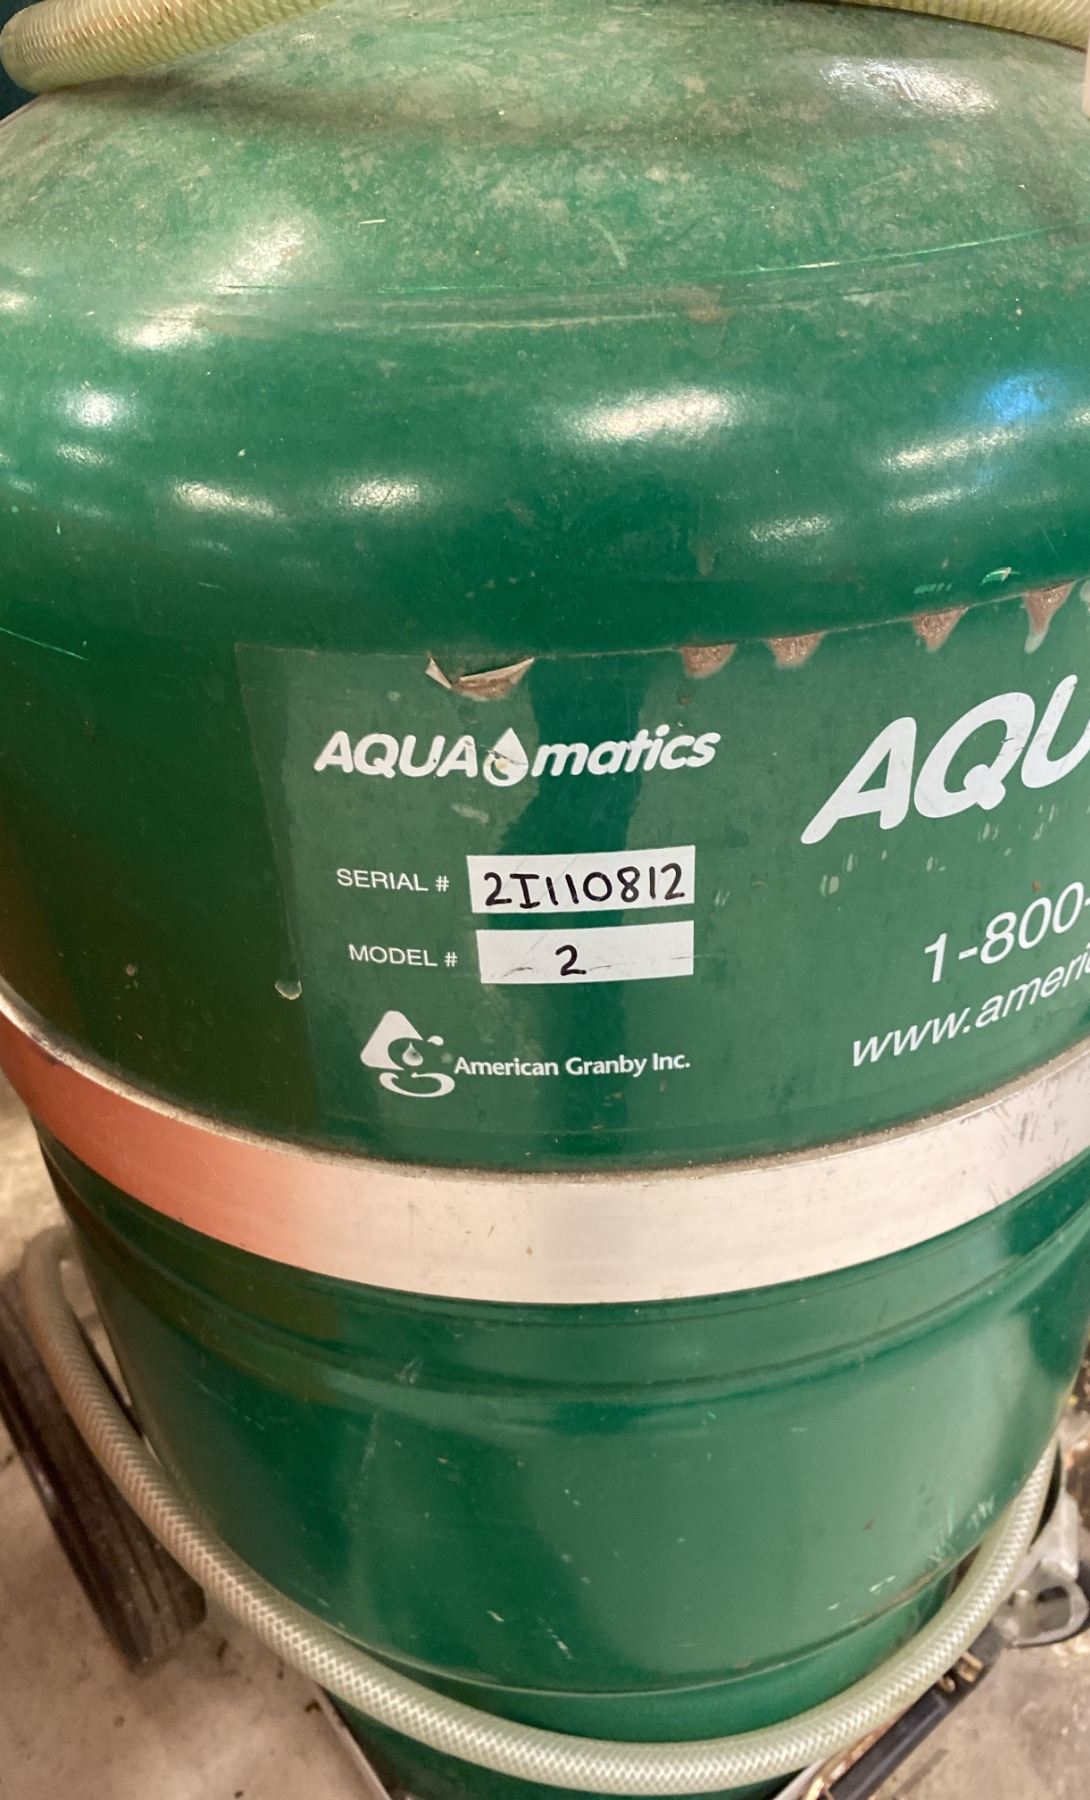 AQUAmatics
SERIAL # 2I110812
MODEL # 2
American Granby Inc.
AQU
1-800-
www.ameri